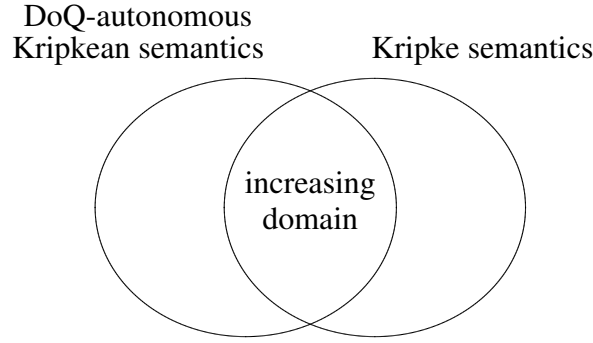 DoQ-autonomous
Kripkean semantics
Kripke semantics
increasing
domain